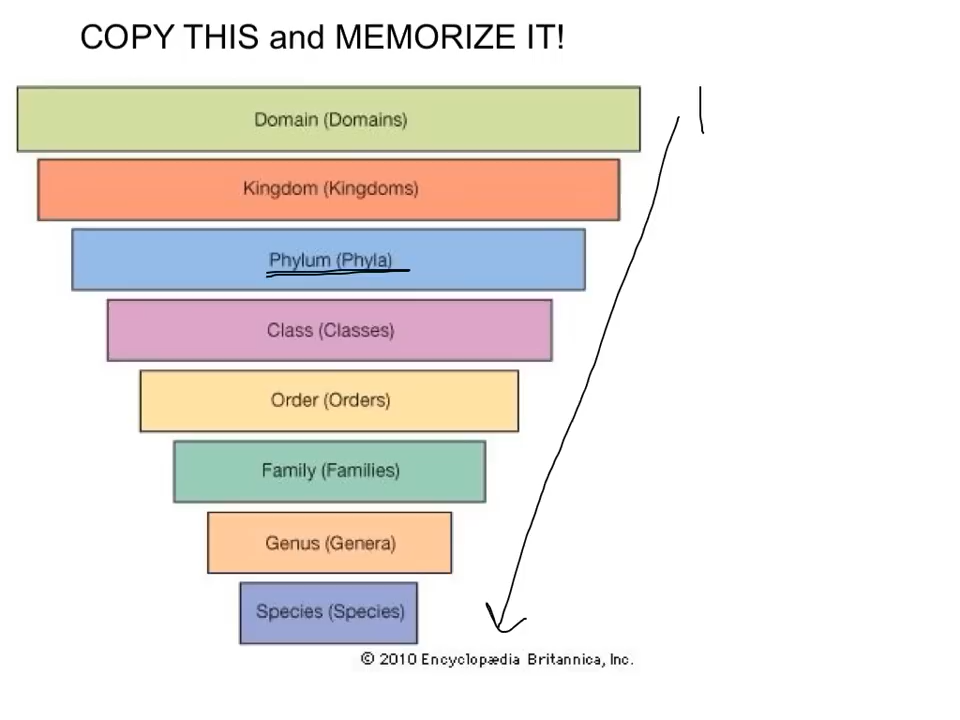 COPY THIS and MEMORIZE IT!
Domain (Domains)
Kingdom (Kingdoms)
Phylum (Phyla)
Class (Classes)
Order (Orders)
Family (Families)
Genus (Genera)
Species (Species)
© 2010 Encyclopædia Britannica, Inc.